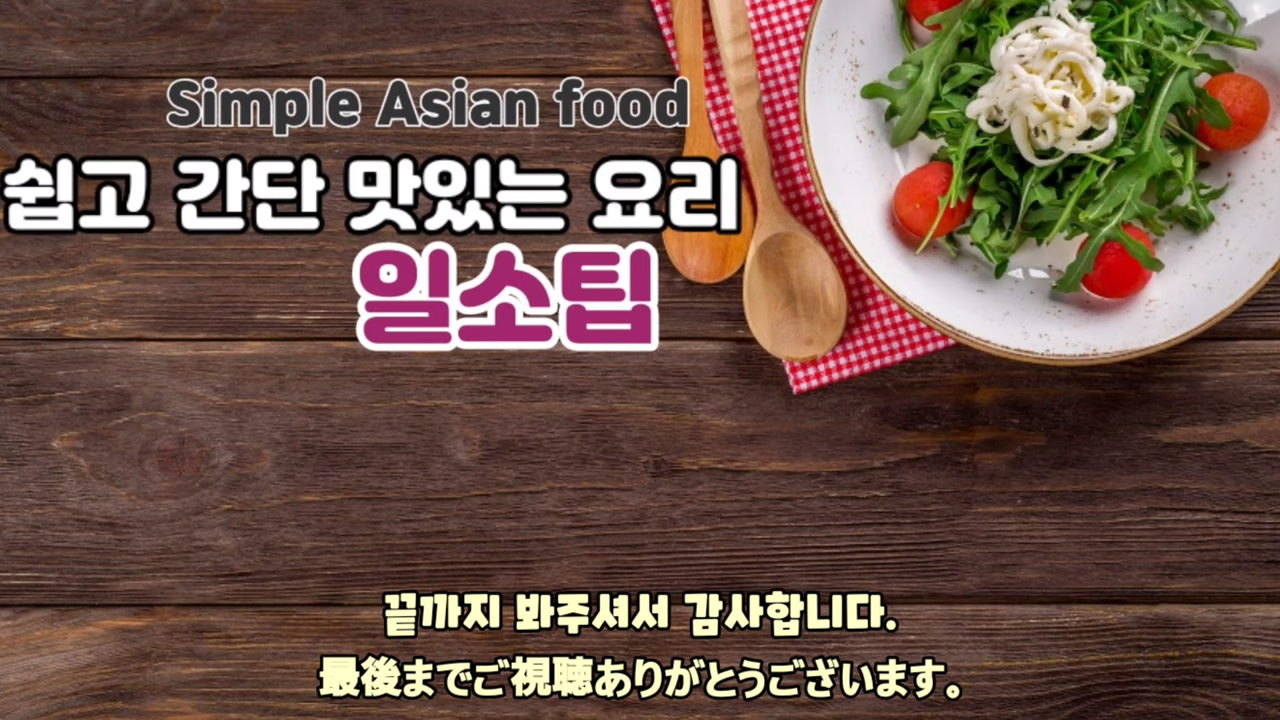 Simple Asian food
쉽고 간단 맛있는 요리
일소팁
끝까지 봐주셔서 감사합니다.
最後までご視聴ありがとうございます。